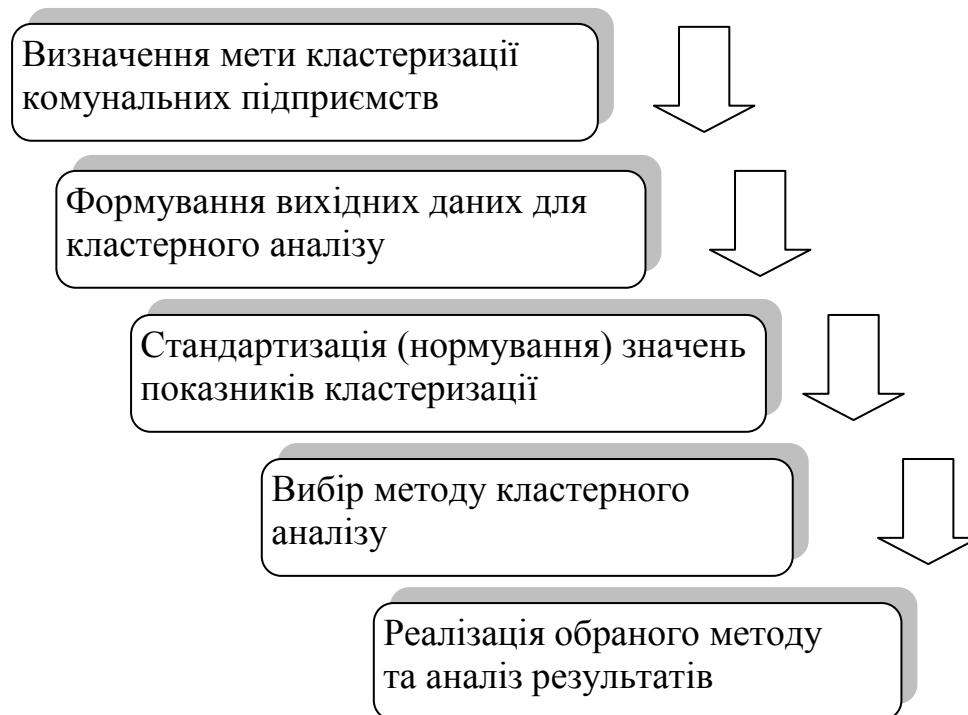 Визначення мети кластеризації
комунальних підприємств
Формування вихідних даних для
кластерного аналізу
Стандартизація (нормування) значень
показників кластеризації
Вибір методу кластерного
аналізу
Реалізація обраного методу
та аналіз результатів